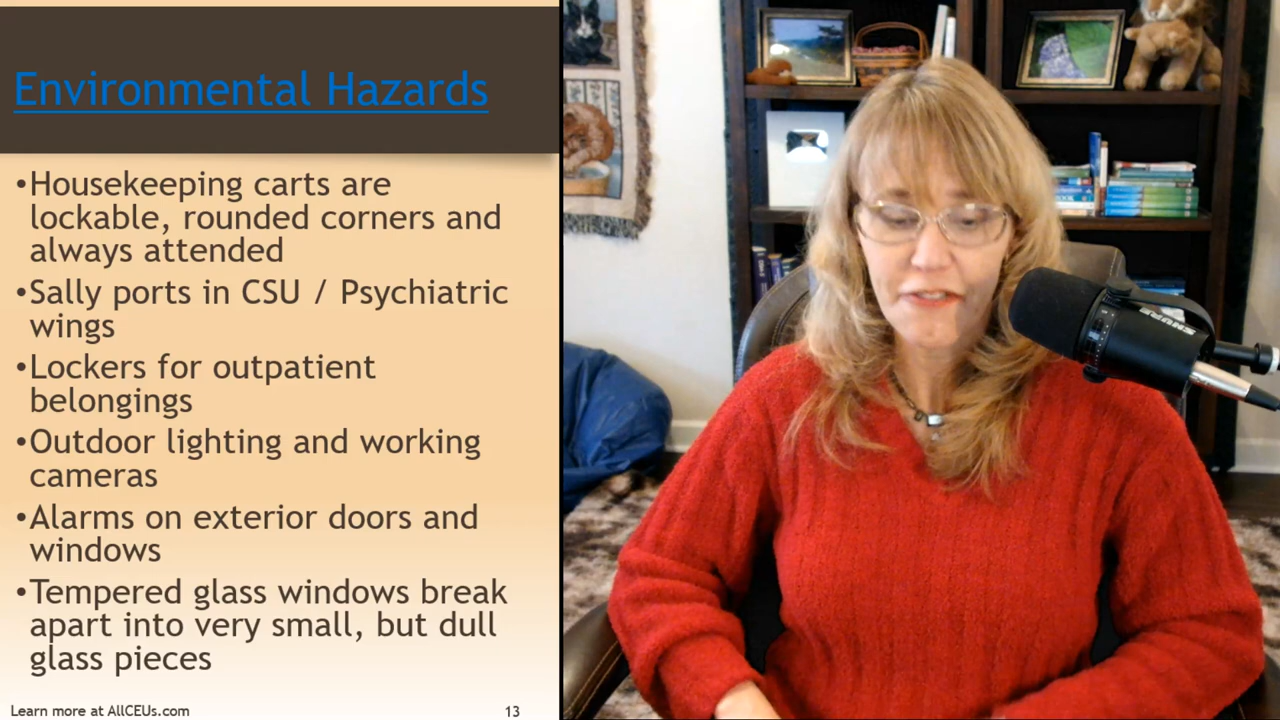 Environmental Hazards
•Housekeeping carts are
lockable, rounded corners and
always attended
•Sally ports in CSU / Psychiatric
wings
•Lockers for outpatient
belongings
•Outdoor lighting and working
cameras
•Alarms on exterior doors and
windows
•Tempered glass windows break
apart into very small, but dull
glass pieces
Learn more at AllCEUs.com
13
SHURE